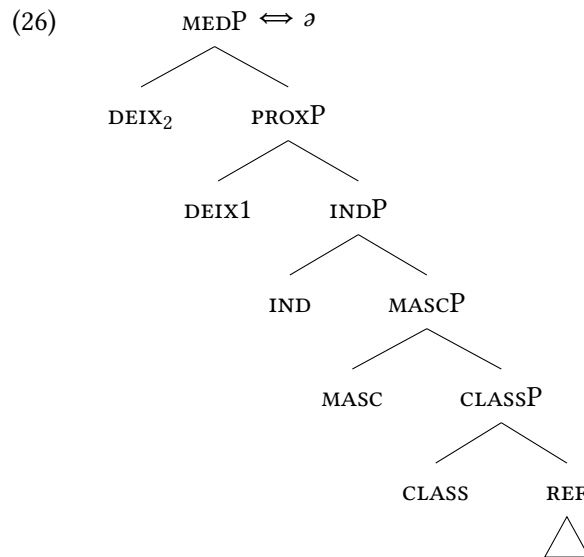 (26) MEDP ⇔ ə
DEIX₂ PROXP
DEIX1 INDP
IND MASCP
MASC CLASSP
CLASS REF